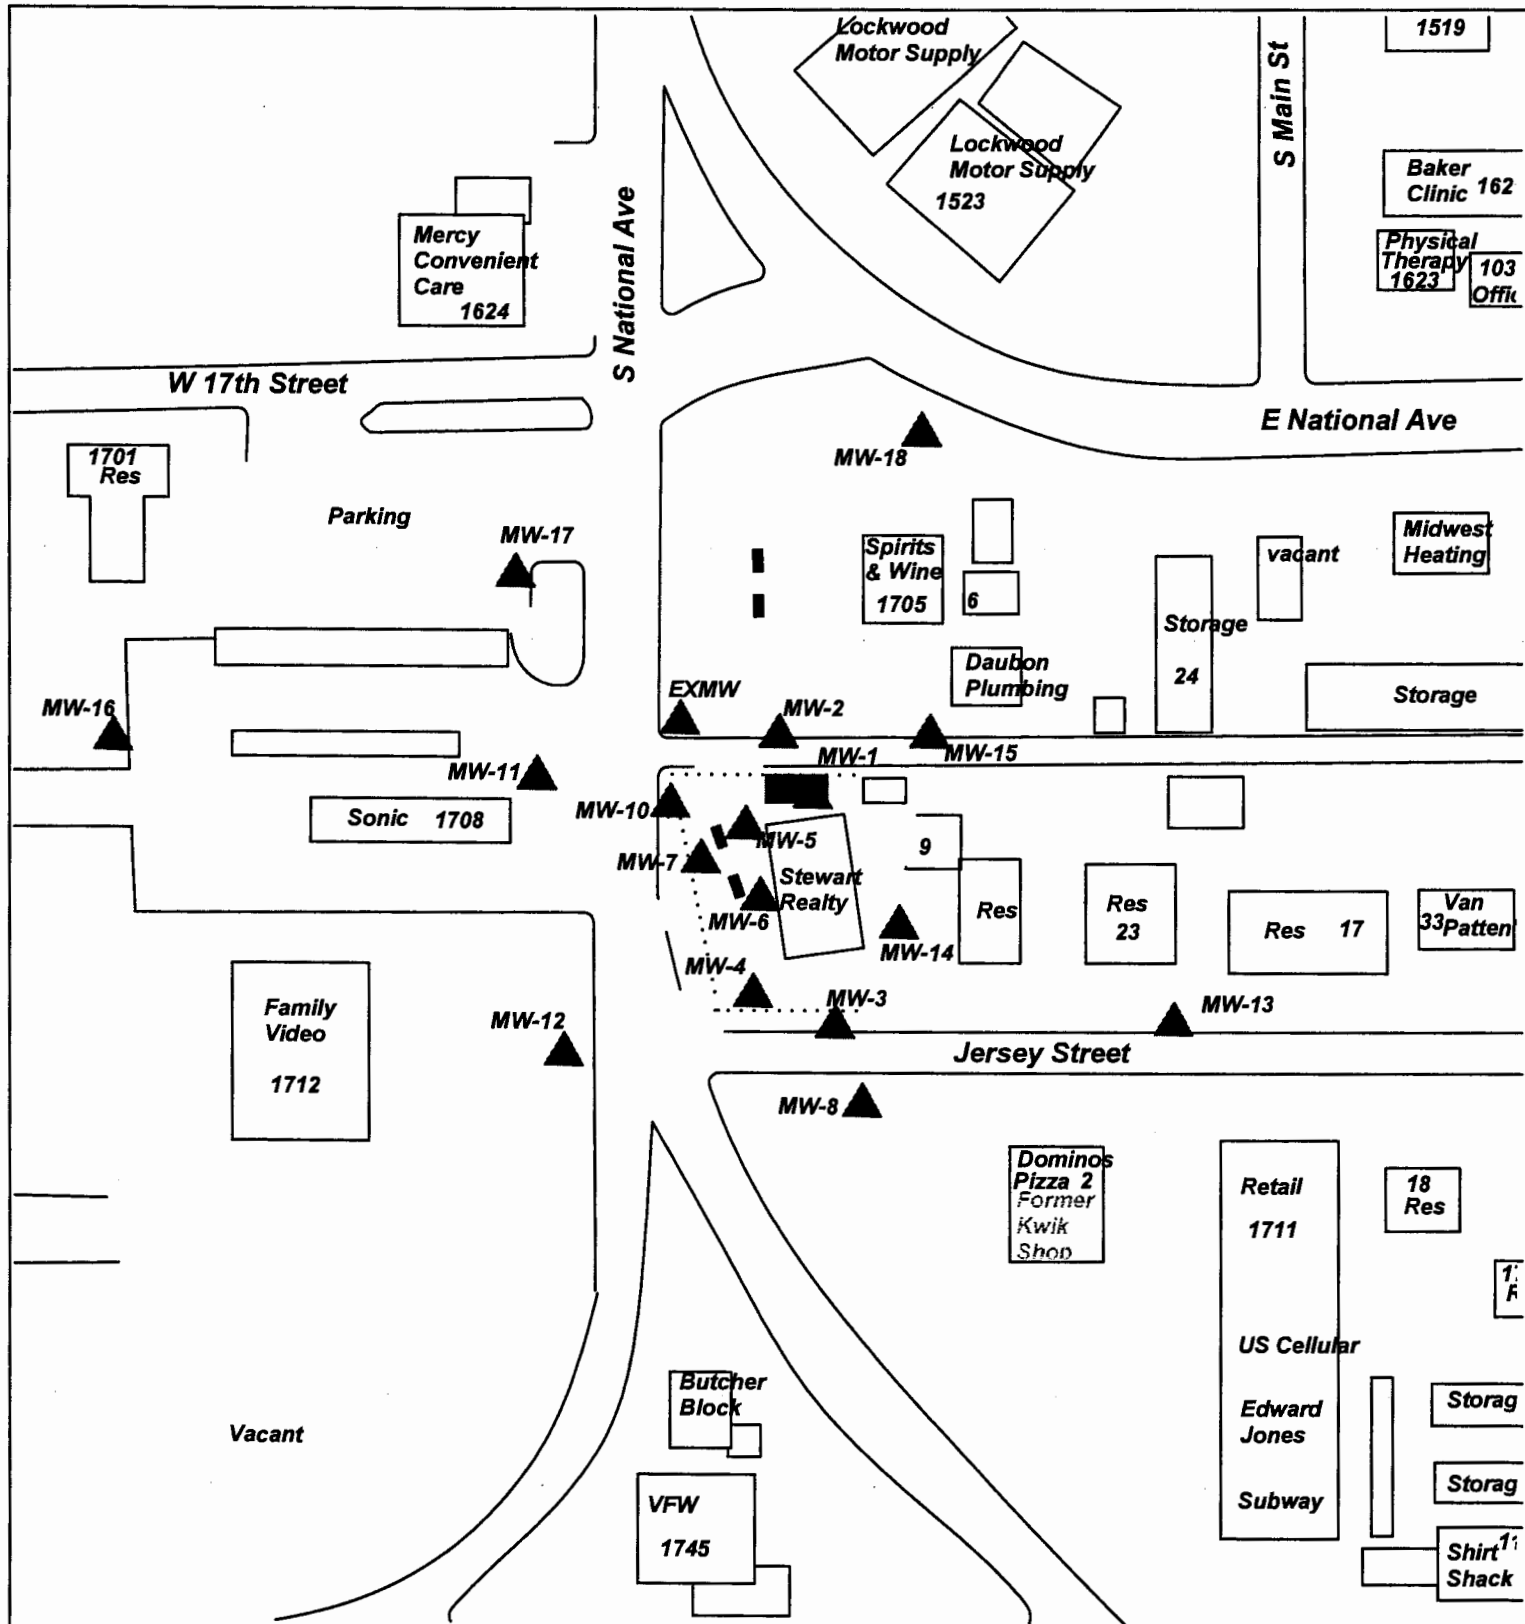 Lockwood
Motor Supply
1519
S Main St
Lockwood
Motor Supply
1523
Baker
Clinic 162
Physical
Therapy
1623
103
Mercy
Convenient
Care
1624
S National Ave
W 17th Street
E National Ave
1701
Res
Parking
MW-18
MW-17
Spirits
& Wine
1705
6
vacant
Midwest
Heating
Storage
24
Daubon
Plumbing
Storage
MW-16
EXMW
MW-2
MW-15
MW-1
MW-11
MW-10
Sonic 1708
MW-5
MW-7
9
Stewart
Realty
MW-6
Res
Res
23
Res 17
Van
33 Patten
MW-14
MW-4
MW-3
MW-13
Family
Video
1712
MW-12
Jersey Street
MW-8
Dominos
Pizza 2
Former
Kwik
Shop
Retail
1711
18
Res
US Cellular
Butcher
Block
Edward
Jones
Storag
Vacant
Storag
Subway
VFW
1745
Shirt
Shack